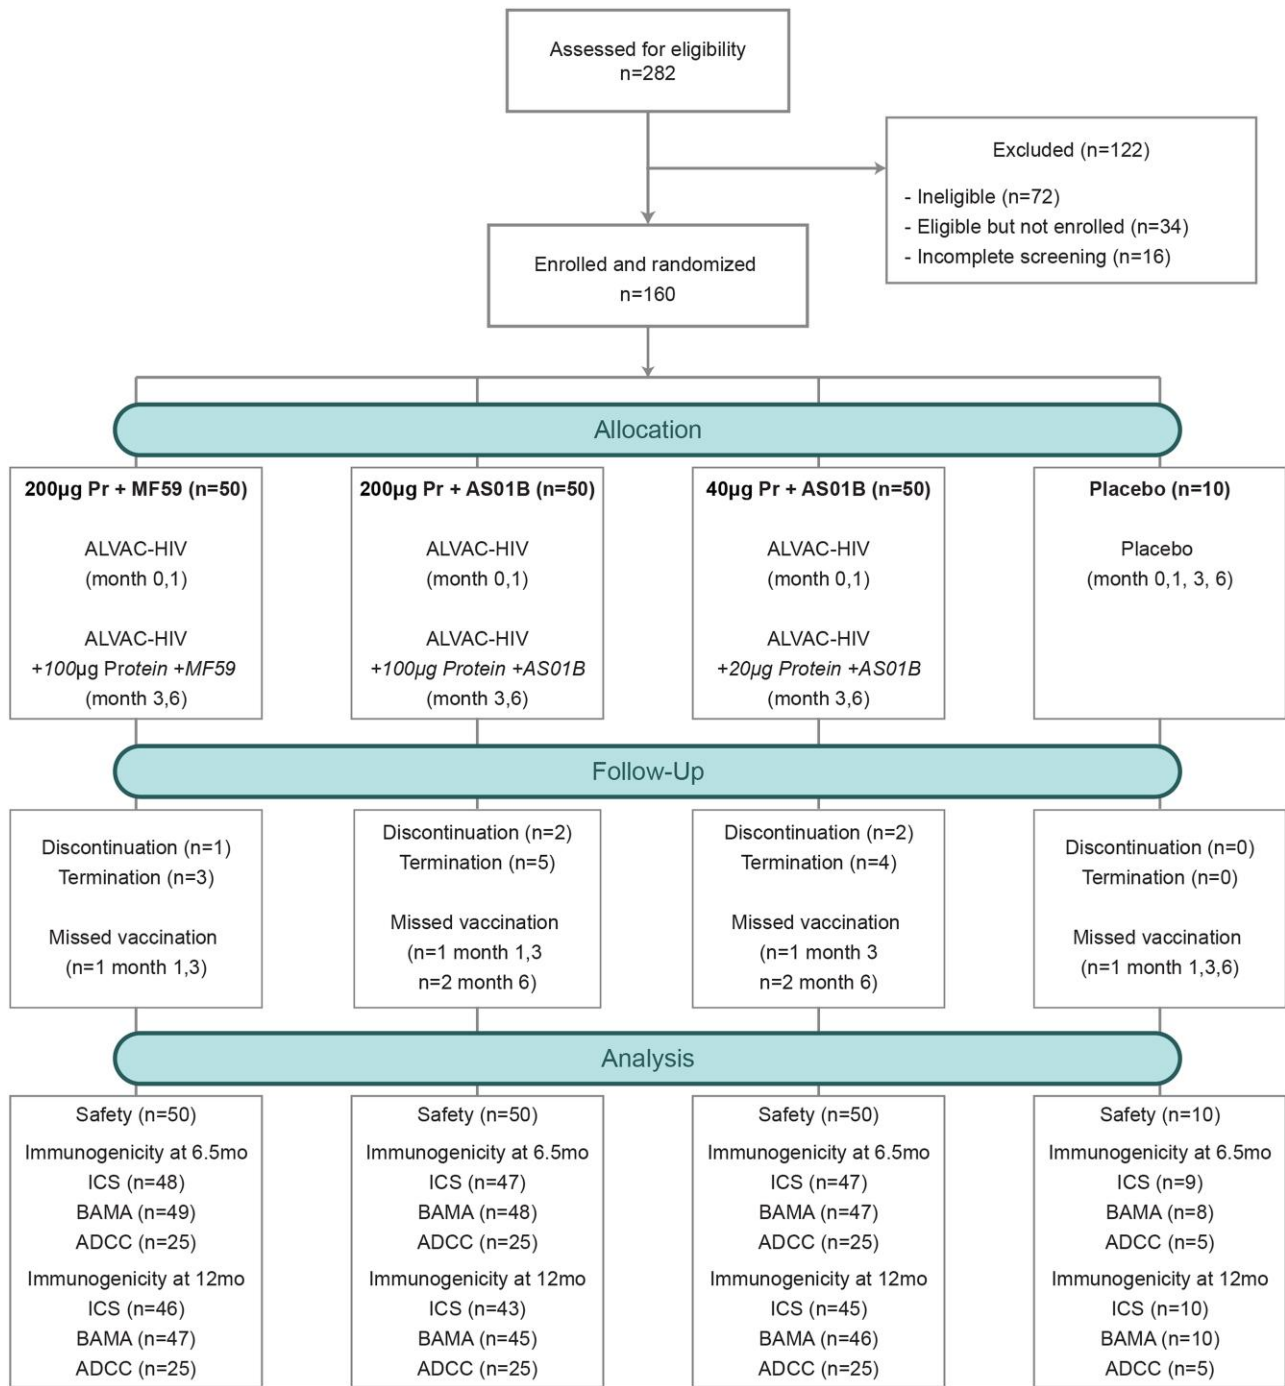 Assessed for eligibility
n=282
Excluded (n=122)
- Ineligible (n=72)
- Eligible but not enrolled (n=34)
- Incomplete screening (n=16)
Enrolled and randomized
n=160
Allocation
200µg Pr + MF59 (n=50)
ALVAC-HIV
(month 0,1)
ALVAC-HIV
+100µg Protein +MF59
(month 3,6)
200µg Pr + AS01B (n=50)
ALVAC-HIV
(month 0,1)
ALVAC-HIV
+100µg Protein +AS01B
(month 3,6)
40µg Pr + AS01B (n=50)
ALVAC-HIV
(month 0,1)
ALVAC-HIV
+20µg Protein +AS01B
(month 3,6)
Placebo (n=10)
Placebo
(month 0,1, 3, 6)
Follow-Up
Discontinuation (n=1)
Termination (n=3)
Missed vaccination
(n=1 month 1,3)
Discontinuation (n=2)
Termination (n=5)
Missed vaccination
(n=1 month 1,3
n=2 month 6)
Discontinuation (n=2)
Termination (n=4)
Missed vaccination
(n=1 month 3
n=2 month 6)
Discontinuation (n=0)
Termination (n=0)
Missed vaccination
(n=1 month 1,3,6)
Analysis
Safety (n=50)
Immunogenicity at 6.5mo
ICS (n=48)
BAMA (n=49)
ADCC (n=25)
Immunogenicity at 12mo
ICS (n=46)
BAMA (n=47)
ADCC (n=25)
Safety (n=50)
Immunogenicity at 6.5mo
ICS (n=47)
BAMA (n=48)
ADCC (n=25)
Immunogenicity at 12mo
ICS (n=43)
BAMA (n=45)
ADCC (n=25)
Safety (n=50)
Immunogenicity at 6.5mo
ICS (n=47)
BAMA (n=47)
ADCC (n=25)
Immunogenicity at 12mo
ICS (n=45)
BAMA (n=46)
ADCC (n=25)
Safety (n=10)
Immunogenicity at 6.5mo
ICS (n=9)
BAMA (n=8)
ADCC (n=5)
Immunogenicity at 12mo
ICS (n=10)
BAMA (n=10)
ADCC (n=5)